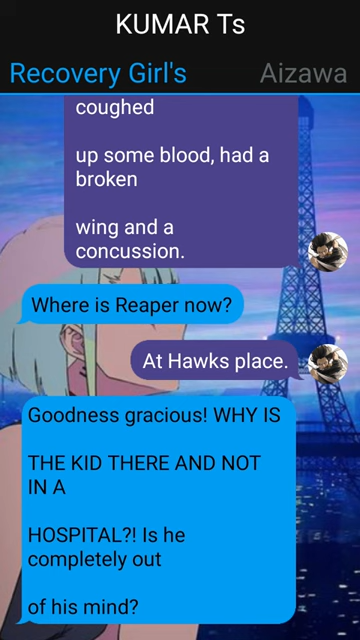 KUMAR Ts
Recovery Girl's Aizawa
coughed
up some blood, had a
broken
wing and a
concussion.
Where is Reaper now?
At Hawks place.
Goodness gracious! WHY IS
THE KID THERE AND NOT
IN A
HOSPITAL?! Is he
completely out
of his mind?